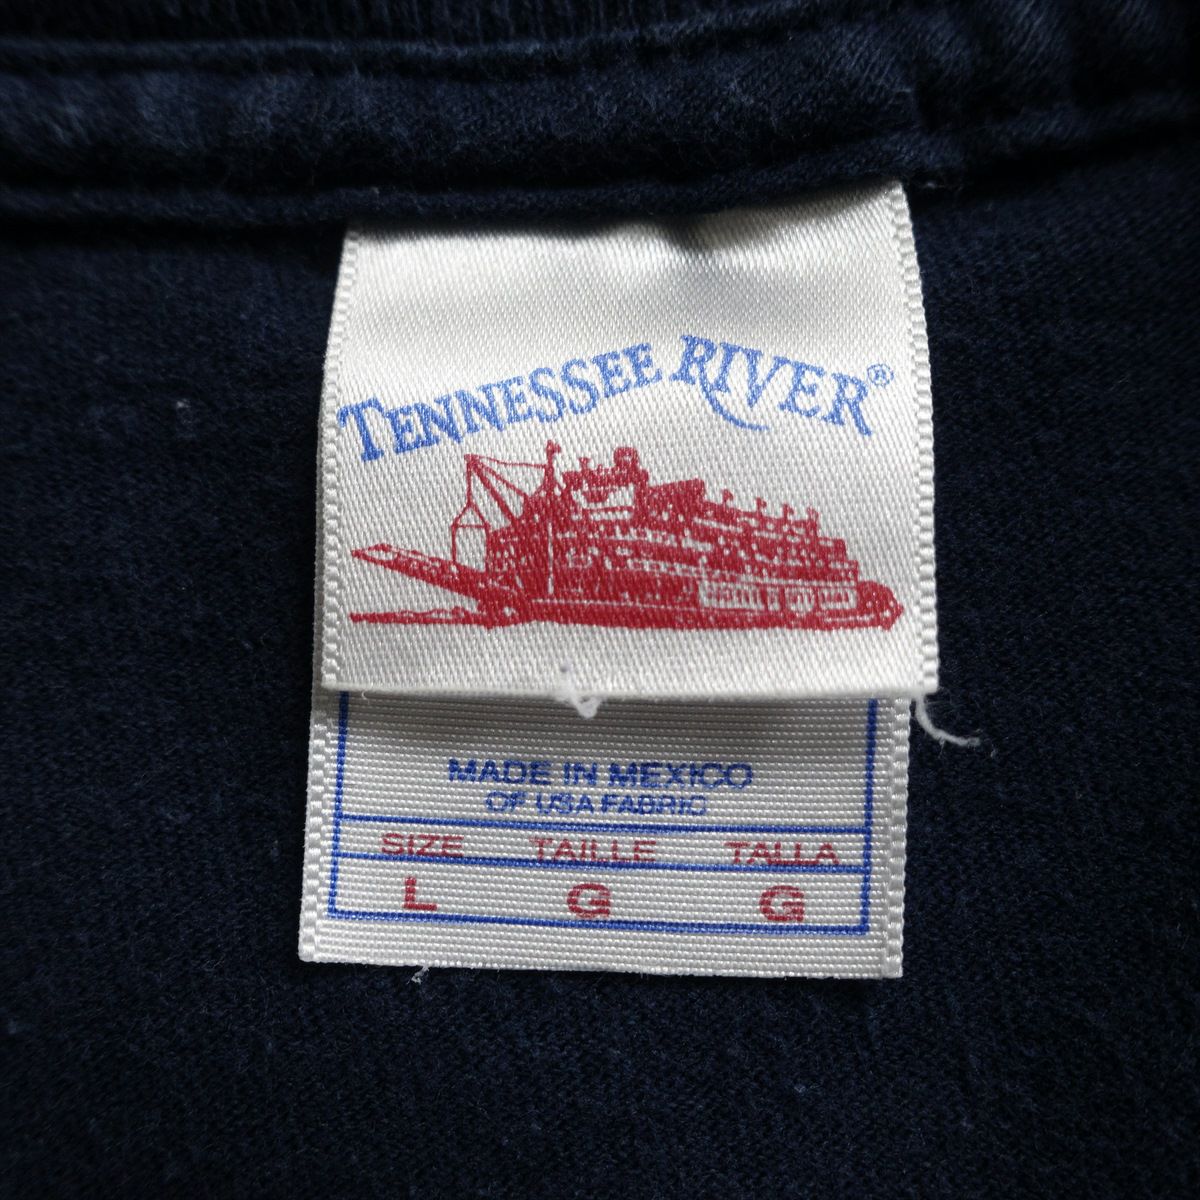 TENNESSEE RIVER®
MADE IN MEXICO
OF USA FABRIC
SIZE TAILLE TALLA
L G G